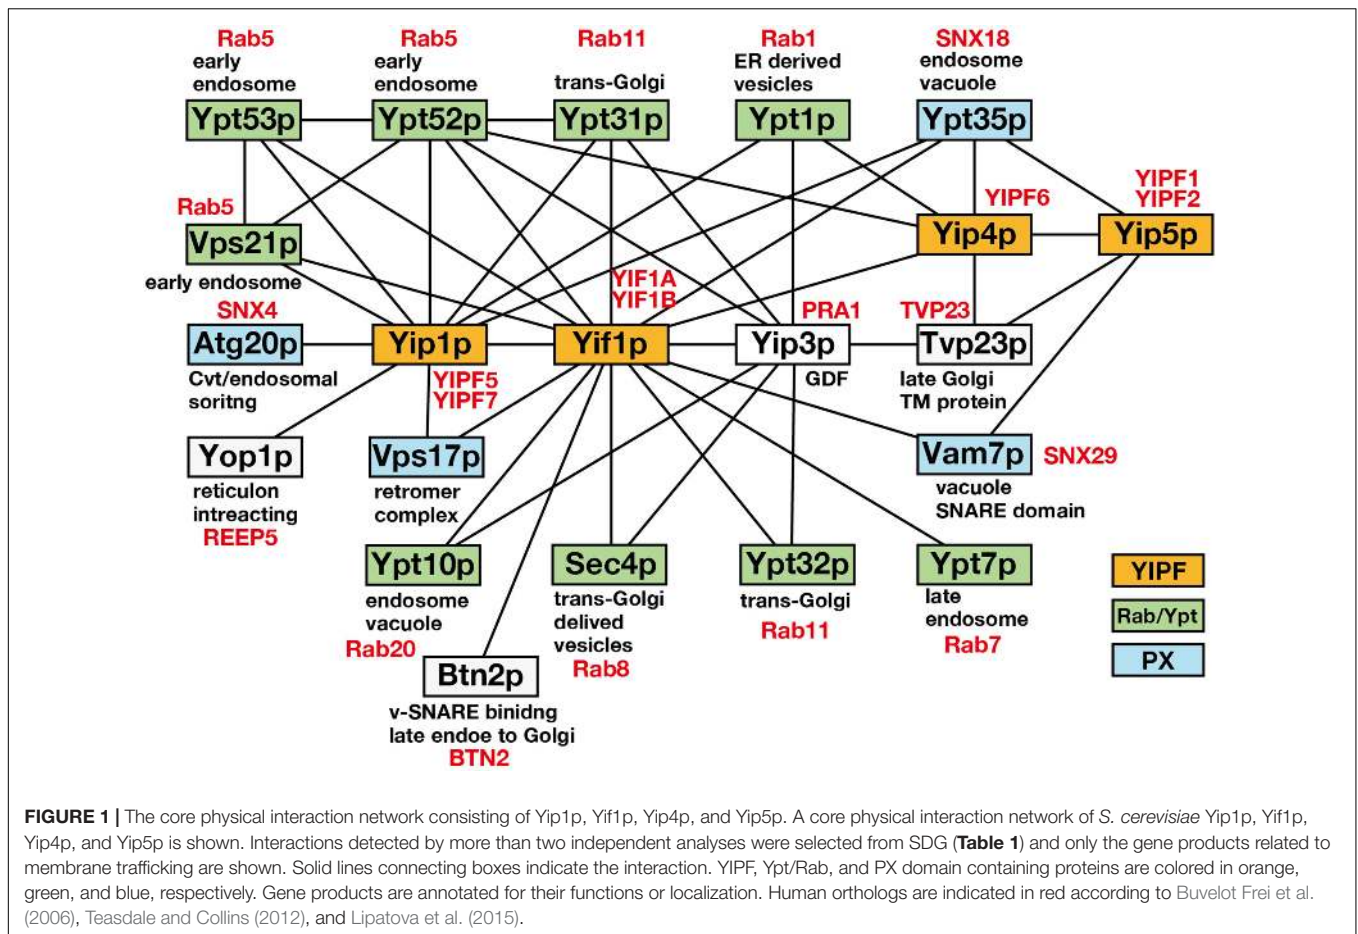 Rab5
early
endosome
Ypt53p
Rab5
early
endosome
Ypt52p
Rab11
trans-Golgi
Ypt31p
Rab1
ER derived
vesicles
Ypt1p
SNX18
endosome
vacuole
Ypt35p
Rab5
Vps21p
early endosome
YIPF6
Yip4p
YIPF1
YIPF2
Yip5p
SNX4
Atg20p
Cvt/endosomal
soritng
Yip1p
YIPF5
YIPF7
YIF1A
YIF1B
Yif1p
PRA1
Yip3p
GDF
TVP23
Tvp23p
late Golgi
TM protein
Yop1p
reticulon
intreacting
REEP5
Vps17p
retromer
complex
Vam7p
SNX29
vacuole
SNARE domain
Ypt10p
endosome
vacuole
Rab20
Sec4p
trans-Golgi
delived
vesicles
Rab8
Ypt32p
trans-Golgi
Rab11
Ypt7p
late
endosome
Rab7
Btn2p
v-SNARE binidng
late endoe to Golgi
BTN2
YIPF
Rab/Ypt
PX
FIGURE 1 | The core physical interaction network consisting of Yip1p, Yif1p, Yip4p, and Yip5p. A core physical interaction network of S. cerevisiae Yip1p, Yif1p,
Yip4p, and Yip5p is shown. Interactions detected by more than two independent analyses were selected from SDG (Table 1) and only the gene products related to
membrane trafficking are shown. Solid lines connecting boxes indicate the interaction. YIPF, Ypt/Rab, and PX domain containing proteins are colored in orange,
green, and blue, respectively. Gene products are annotated for their functions or localization. Human orthologs are indicated in red according to Buvelot Frei et al.
(2006), Teasdale and Collins (2012), and Lipatova et al. (2015).